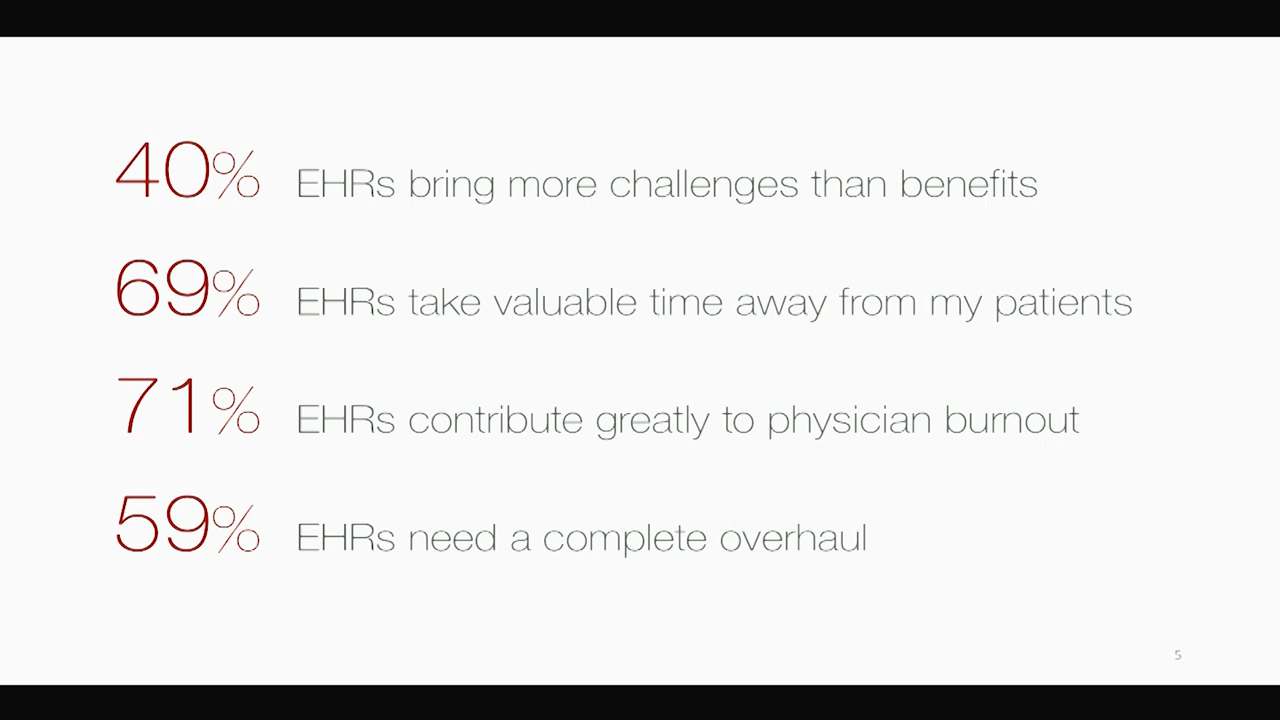 40% EHRs bring more challenges than benefits
69% EHRs take valuable time away from my patients
71% EHRs contribute greatly to physician burnout
59% EHRs need a complete overhaul
5